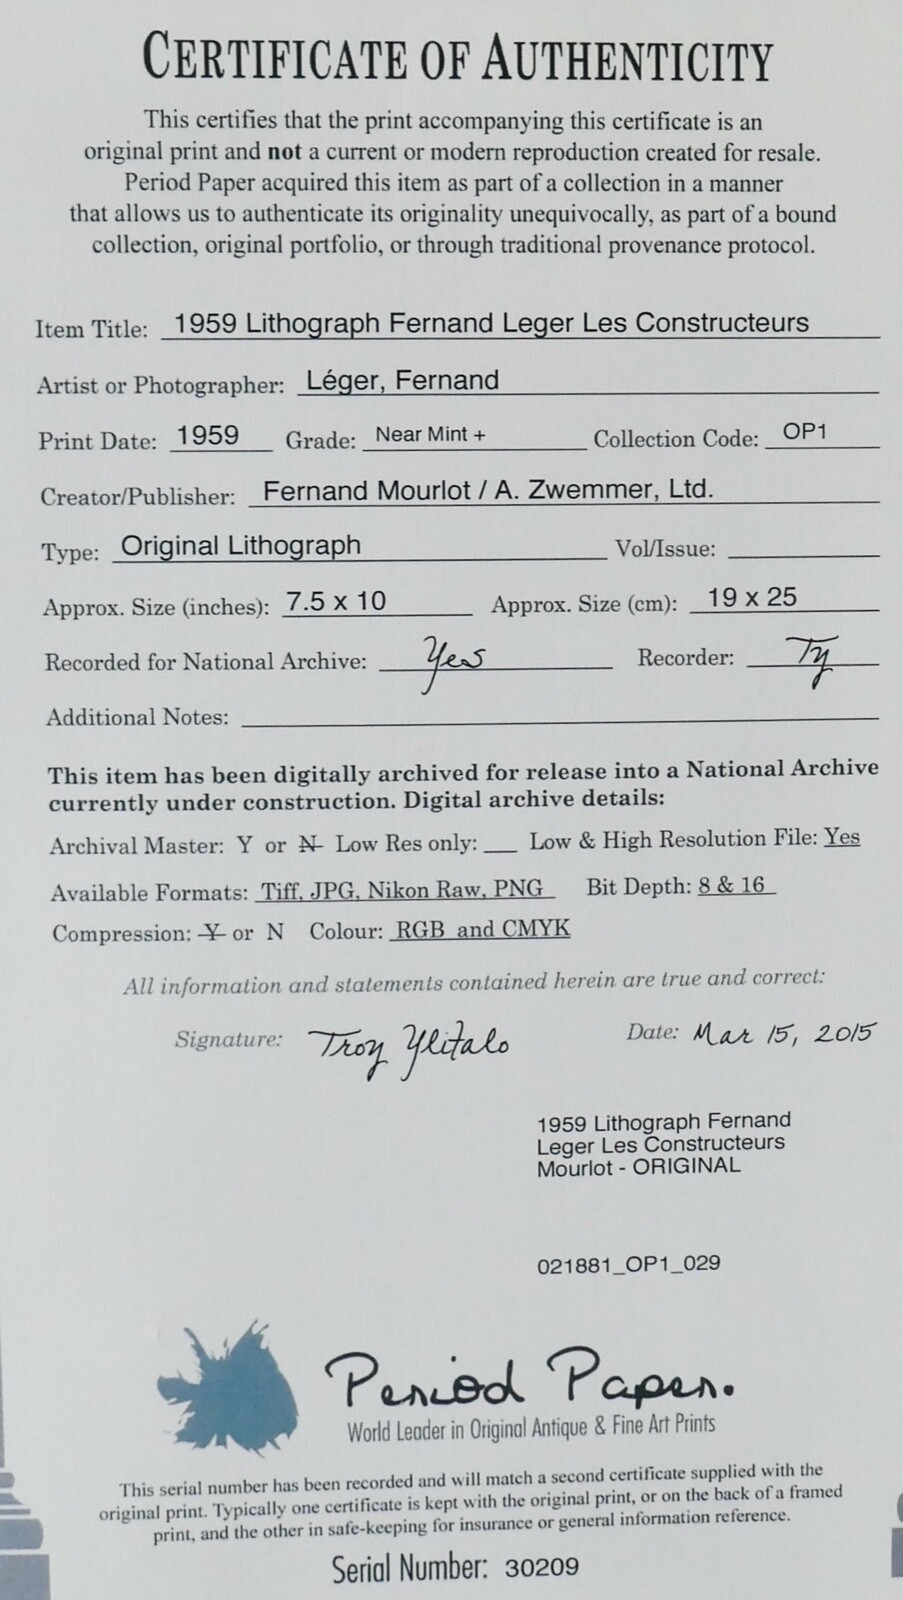 CERTIFICATE OF AUTHENTICITY
This certifies that the print accompanying this certificate is an
original print and not a current or modern reproduction created for resale.
Period Paper acquired this item as part of a collection in a manner
that allows us to authenticate its originality unequivocally, as part of a bound
collection, original portfolio, or through traditional provenance protocol.
Item Title: 1959 Lithograph Fernand Leger Les Constructeurs
Artist or Photographer: Léger, Fernand
Print Date: 1959 Grade: Near Mint + Collection Code: OP1
Creator/Publisher: Fernand Mourlot / A. Zwemmer, Ltd.
Type: Original Lithograph Vol/Issue:
Approx. Size (inches): 7.5 x 10 Approx. Size (cm): 19 x 25
Recorded for National Archive: Yes Recorder: Ty
Additional Notes:
This item has been digitally archived for release into a National Archive
currently under construction. Digital archive details:
Archival Master: Y or N Low Res only: __ Low & High Resolution File: Yes
Available Formats: Tiff, JPG, Nikon Raw, PNG Bit Depth: 8 & 16
Compression: Y or N Colour: RGB and CMYK
All information and statements contained herein are true and correct:
Signature: Troy Ylitalo Date: Mar 15, 2015
1959 Lithograph Fernand
Leger Les Constructeurs
Mourlot - ORIGINAL
021881_OP1_029
Period Paper.
World Leader in Original Antique & Fine Art Prints
This serial number has been recorded and will match a second certificate supplied with the
original print. Typically one certificate is kept with the original print, or on the back of a framed
print, and the other in safe-keeping for insurance or general information reference.
Serial Number: 30209